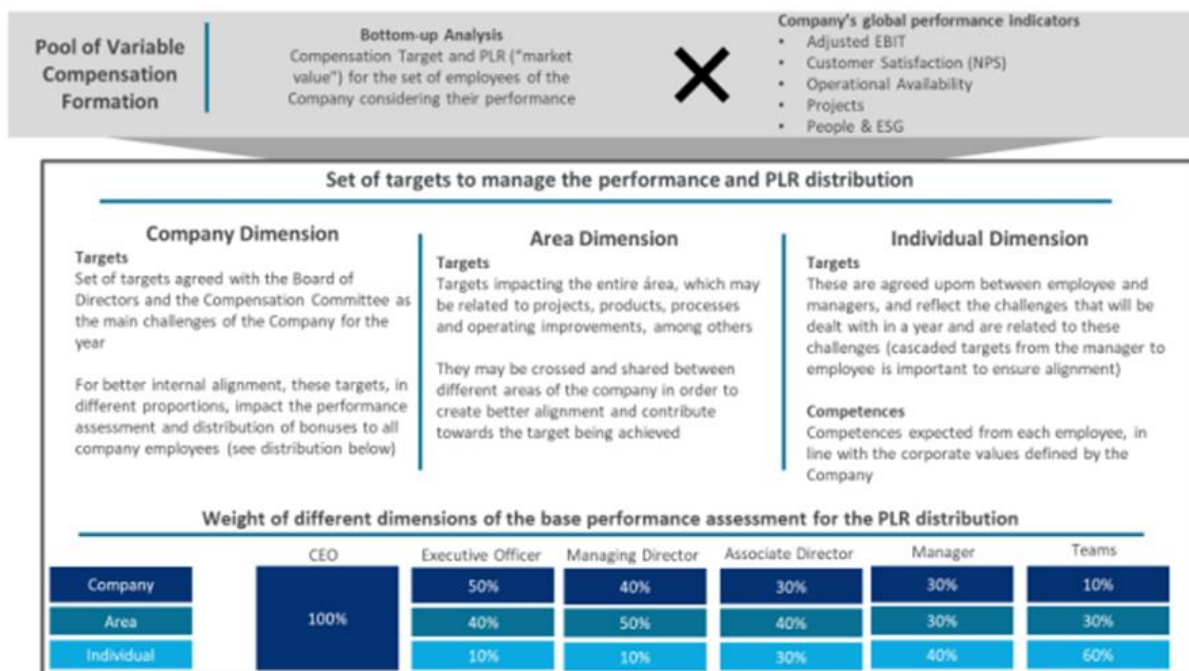 Pool of Variable
Compensation
Formation
Bottom-up Analysis
Compensation Target and PLR ("market
value") for the set of employees of the
Company considering their performance
Company's global performance indicators
• Adjusted EBIT
• Customer Satisfaction (NPS)
• Operational Availability
• Projects
• People & ESG
Set of targets to manage the performance and PLR distribution
Company Dimension
Targets
Set of targets agreed with the Board of
Directors and the Compensation Committee as
the main challenges of the Company for the
year
For better internal alignment, these targets, in
different proportions, impact the performance
assessment and distribution of bonuses to all
company employees (see distribution below)
Area Dimension
Targets
Targets impacting the entire área, which may
be related to projects, products, processes
and operating improvements, among others
They may be crossed and shared between
different areas of the company in order to
create better alignment and contribute
towards the target being achieved
Individual Dimension
Targets
These are agreed upom between employee and
managers, and reflect the challenges that will be
dealt with in a year and are related to these
challenges (cascaded targets from the manager to
employee is important to ensure alignment)
Competences
Competences expected from each employee, in
line with the corporate values defined by the
Company
Weight of different dimensions of the base performance assessment for the PLR distribution
CEO Executive Officer Managing Director Associate Director Manager Teams
Company 50% 40% 30% 30% 10%
Area 100% 40% 50% 40% 30% 30%
Individual 10% 10% 30% 40% 60%